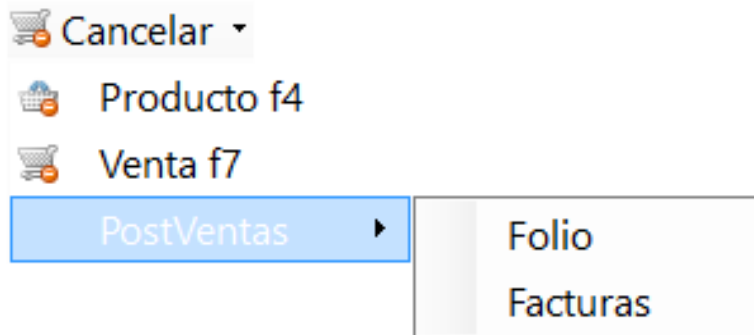 Cancelar
Producto f4
Venta f7
PostVentas
Folio
Facturas